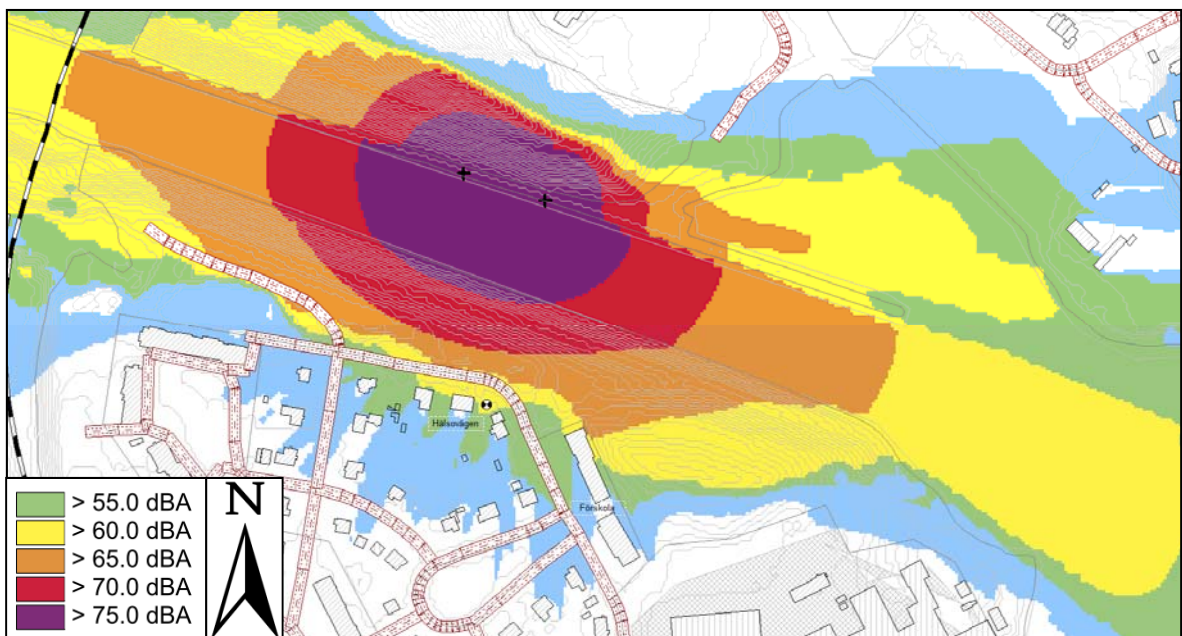 Hälsovägen
Förskola
> 55.0 dBA
> 60.0 dBA
> 65.0 dBA
> 70.0 dBA
> 75.0 dBA
N